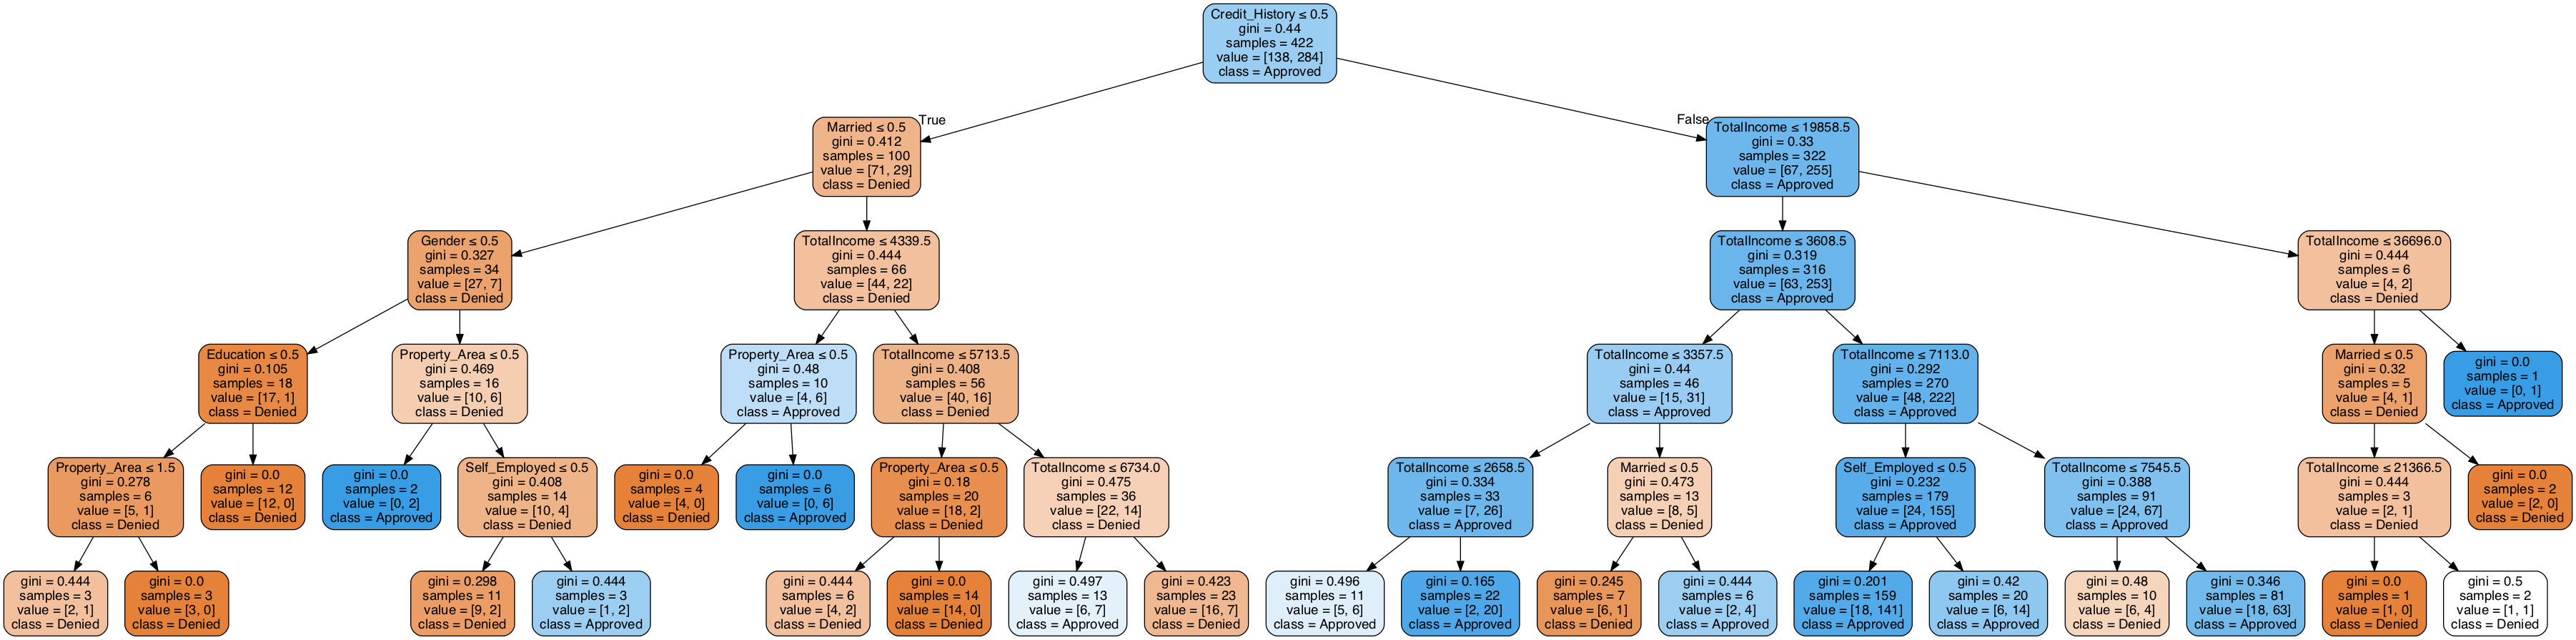 Credit_History ≤ 0.5
gini = 0.44
samples = 422
value = [138, 284]
class = Approved
True
False
Married ≤ 0.5
gini = 0.412
samples = 100
value = [71, 29]
class = Denied
TotalIncome ≤ 19858.5
gini = 0.33
samples = 322
value = [67, 255]
class = Approved
Gender ≤ 0.5
gini = 0.327
samples = 34
value = [27, 7]
class = Denied
TotalIncome ≤ 4339.5
gini = 0.444
samples = 66
value = [44, 22]
class = Denied
TotalIncome ≤ 3608.5
gini = 0.319
samples = 316
value = [63, 253]
class = Approved
TotalIncome ≤ 36696.0
gini = 0.444
samples = 6
value = [4, 2]
class = Denied
Education ≤ 0.5
gini = 0.105
samples = 18
value = [17, 1]
class = Denied
Property_Area ≤ 0.5
gini = 0.469
samples = 16
value = [10, 6]
class = Denied
Property_Area ≤ 0.5
gini = 0.48
samples = 10
value = [4, 6]
class = Approved
TotalIncome ≤ 5713.5
gini = 0.408
samples = 56
value = [40, 16]
class = Denied
TotalIncome ≤ 3357.5
gini = 0.44
samples = 46
value = [15, 31]
class = Approved
TotalIncome ≤ 7113.0
gini = 0.292
samples = 270
value = [48, 222]
class = Approved
Married ≤ 0.5
gini = 0.32
samples = 5
value = [4, 1]
class = Denied
gini = 0.0
samples = 1
value = [0, 1]
class = Approved
Property_Area ≤ 1.5
gini = 0.278
samples = 6
value = [5, 1]
class = Denied
gini = 0.0
samples = 12
value = [12, 0]
class = Denied
gini = 0.0
samples = 2
value = [0, 2]
class = Approved
Self_Employed ≤ 0.5
gini = 0.408
samples = 14
value = [10, 4]
class = Denied
gini = 0.0
samples = 4
value = [4, 0]
class = Denied
gini = 0.0
samples = 6
value = [0, 6]
class = Approved
Property_Area ≤ 0.5
gini = 0.18
samples = 20
value = [18, 2]
class = Denied
TotalIncome ≤ 6734.0
gini = 0.475
samples = 36
value = [22, 14]
class = Denied
TotalIncome ≤ 2658.5
gini = 0.334
samples = 33
value = [7, 26]
class = Approved
Married ≤ 0.5
gini = 0.473
samples = 13
value = [8, 5]
class = Denied
Self_Employed ≤ 0.5
gini = 0.232
samples = 179
value = [24, 155]
class = Approved
TotalIncome ≤ 7545.5
gini = 0.388
samples = 91
value = [24, 67]
class = Approved
TotalIncome ≤ 21366.5
gini = 0.444
samples = 3
value = [2, 1]
class = Denied
gini = 0.0
samples = 2
value = [2, 0]
class = Denied
gini = 0.444
samples = 3
value = [2, 1]
class = Denied
gini = 0.0
samples = 3
value = [3, 0]
class = Denied
gini = 0.298
samples = 11
value = [9, 2]
class = Denied
gini = 0.444
samples = 3
value = [1, 2]
class = Approved
gini = 0.444
samples = 6
value = [4, 2]
class = Denied
gini = 0.0
samples = 14
value = [14, 0]
class = Denied
gini = 0.497
samples = 13
value = [6, 7]
class = Approved
gini = 0.423
samples = 23
value = [16, 7]
class = Denied
gini = 0.496
samples = 11
value = [5, 6]
class = Approved
gini = 0.165
samples = 22
value = [2, 20]
class = Approved
gini = 0.245
samples = 7
value = [6, 1]
class = Denied
gini = 0.444
samples = 6
value = [2, 4]
class = Approved
gini = 0.201
samples = 159
value = [18, 141]
class = Approved
gini = 0.42
samples = 20
value = [6, 14]
class = Approved
gini = 0.48
samples = 10
value = [6, 4]
class = Denied
gini = 0.346
samples = 81
value = [18, 63]
class = Approved
gini = 0.0
samples = 1
value = [1, 0]
class = Denied
gini = 0.5
samples = 2
value = [1, 1]
class = Denied